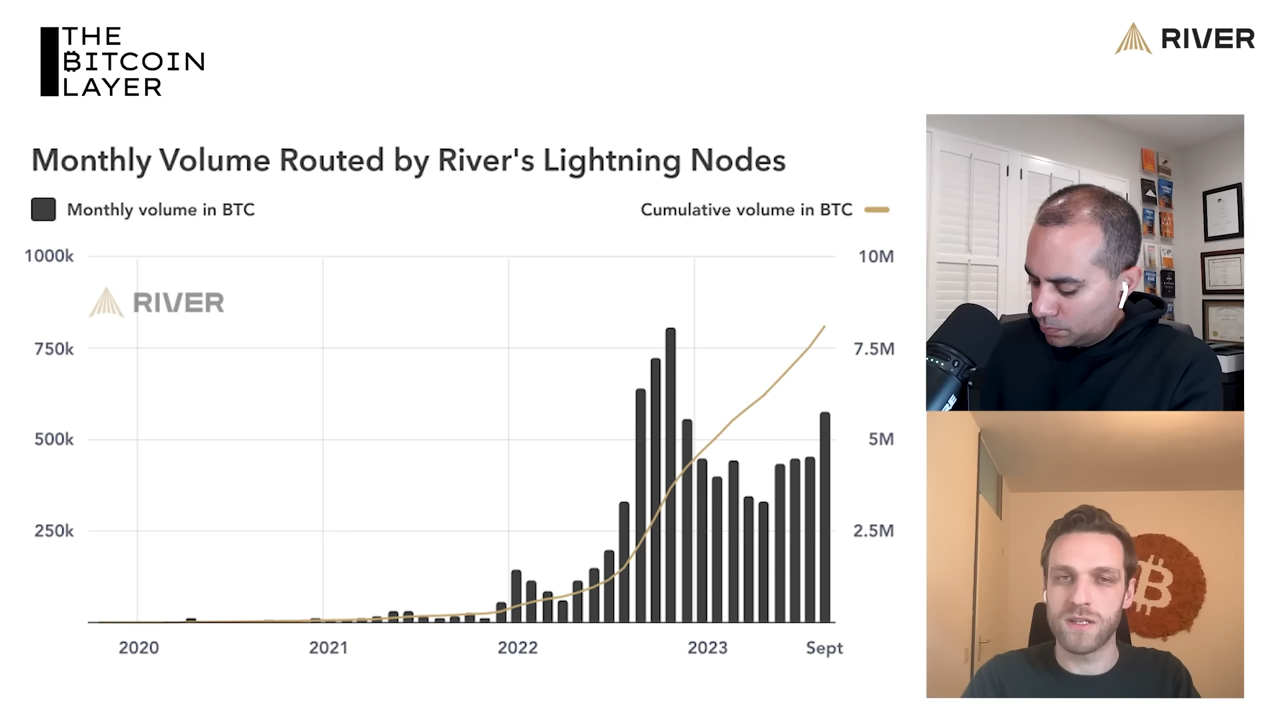 THE
BITCOIN
LAYER
RIVER
Monthly Volume Routed by River's Lightning Nodes
Monthly volume in BTC
Cumulative volume in BTC
1000k
10M
RIVER
750k
7.5M
500k
5M
250k
2.5M
2020
2021
2022
2023
Sept